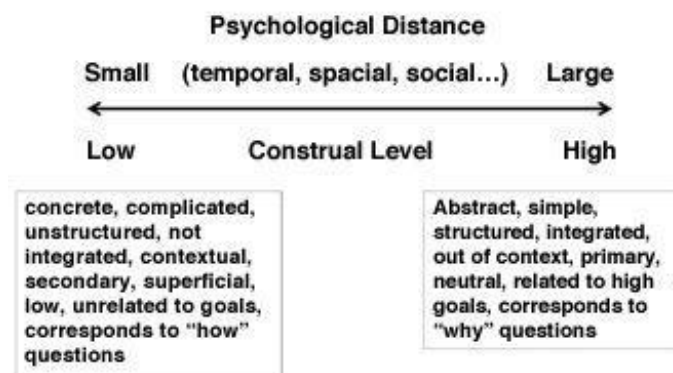 Psychological Distance
Small (temporal, spacial, social...) Large
Low Construal Level High
concrete, complicated,
unstructured, not
integrated, contextual,
secondary, superficial,
low, unrelated to goals,
corresponds to “how”
questions
Abstract, simple,
structured, integrated,
out of context, primary,
neutral, related to high
goals, corresponds to
“why” questions